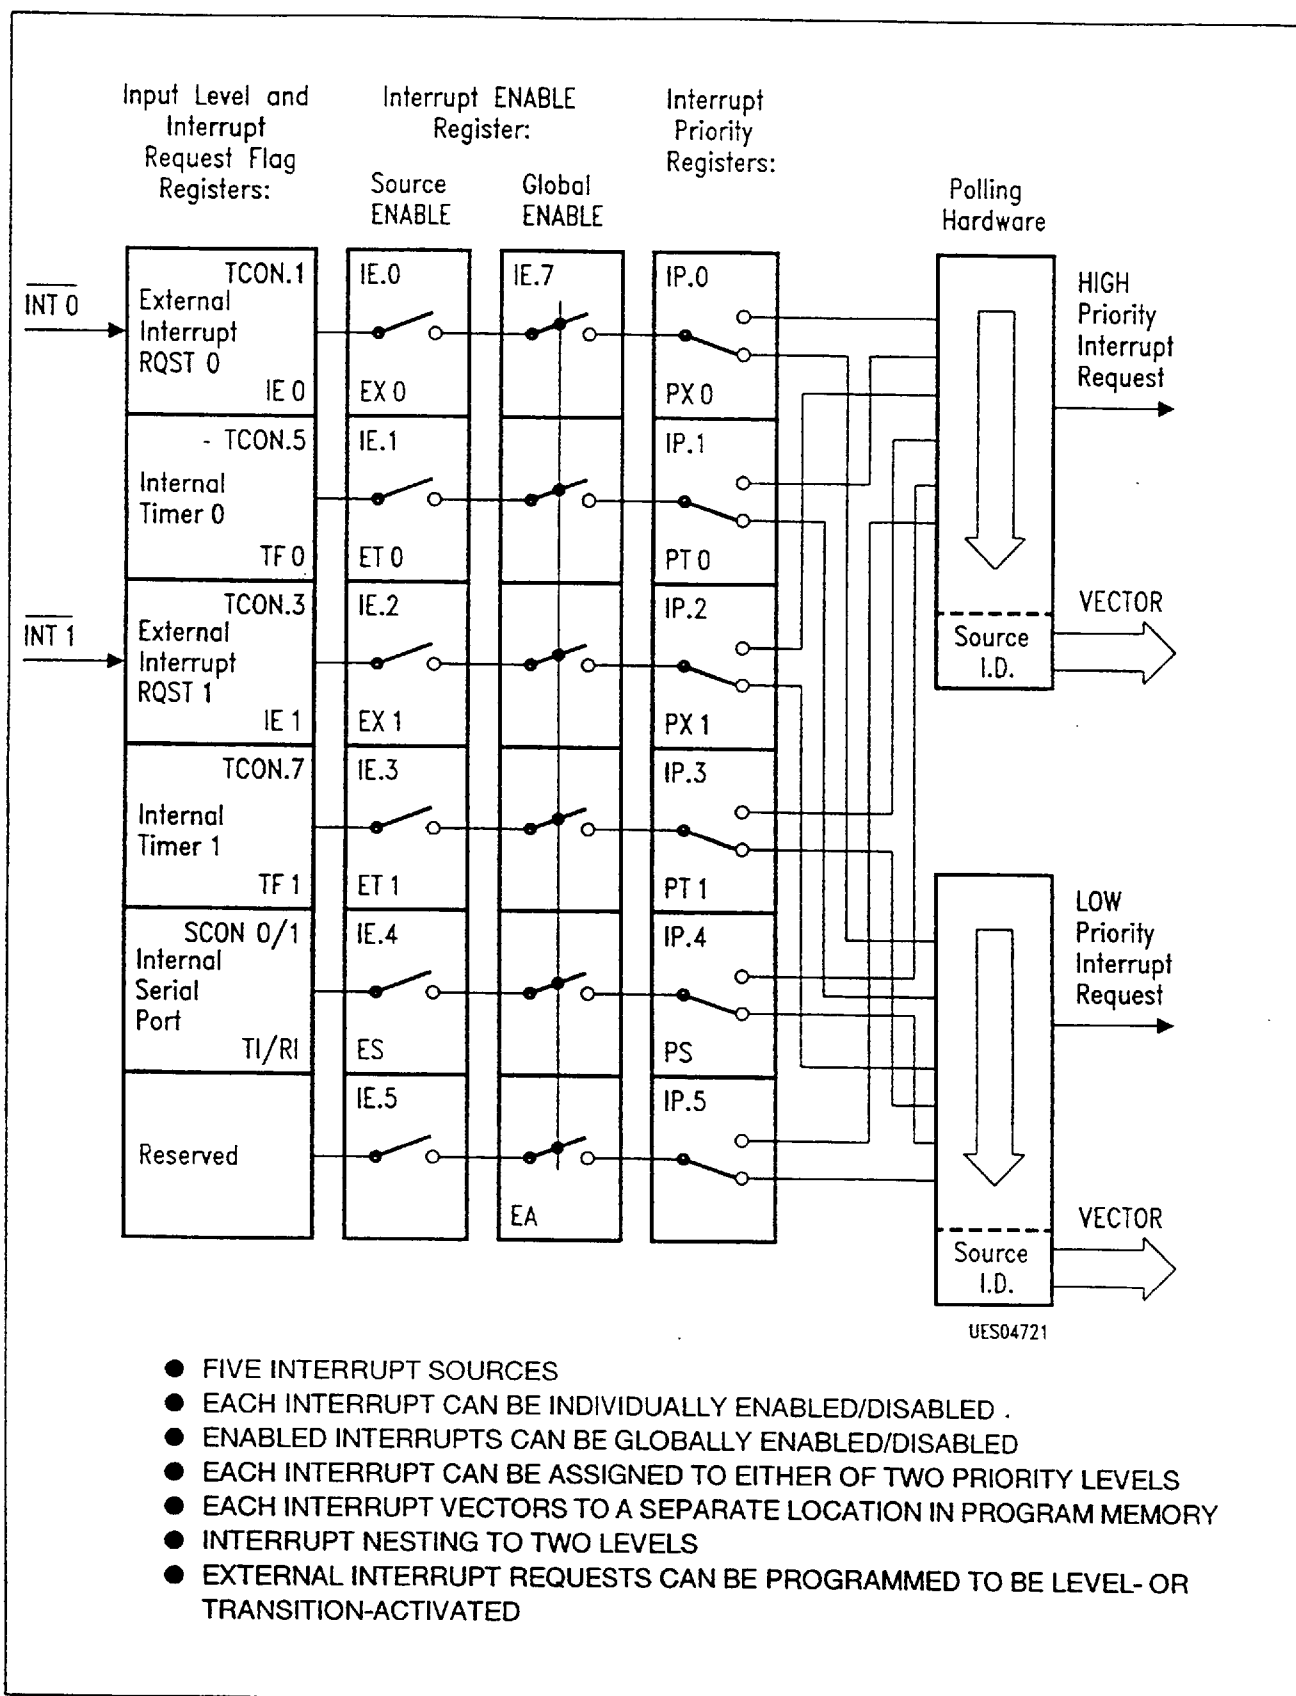 Input Level and
Interrupt
Request Flag
Registers:
Interrupt ENABLE
Register:
Source
ENABLE
Global
ENABLE
Interrupt
Priority
Registers:
Polling
Hardware
INT 0
TCON.1
External
Interrupt
RQST 0
IE 0
IE.0
EX 0
IE.7
IP.0
PX 0
HIGH
Priority
Interrupt
Request
- TCON.5
Internal
Timer 0
TF 0
IE.1
ET 0
IP.1
PT 0
INT 1
TCON.3
External
Interrupt
RQST 1
IE 1
IE.2
EX 1
IP.2
PX 1
Source
I.D.
VECTOR
TCON.7
Internal
Timer 1
TF 1
IE.3
ET 1
IP.3
PT 1
SCON 0/1
Internal
Serial
Port
TI/RI
IE.4
ES
IP.4
PS
LOW
Priority
Interrupt
Request
Reserved
IE.5
EA
IP.5
Source
I.D.
VECTOR
UES04721
● FIVE INTERRUPT SOURCES
● EACH INTERRUPT CAN BE INDIVIDUALLY ENABLED/DISABLED .
● ENABLED INTERRUPTS CAN BE GLOBALLY ENABLED/DISABLED
● EACH INTERRUPT CAN BE ASSIGNED TO EITHER OF TWO PRIORITY LEVELS
● EACH INTERRUPT VECTORS TO A SEPARATE LOCATION IN PROGRAM MEMORY
● INTERRUPT NESTING TO TWO LEVELS
● EXTERNAL INTERRUPT REQUESTS CAN BE PROGRAMMED TO BE LEVEL- OR
TRANSITION-ACTIVATED